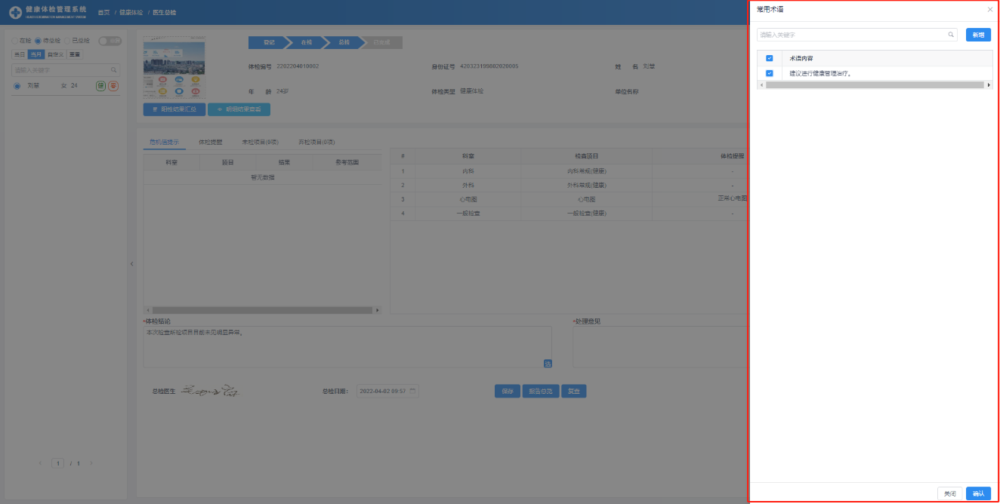 健康体检管理系统
首页 / 健康体检 / 医生总检
在检 待总检 已总检
当日 当月 自定义 重置
请输入关键字
刘慧 女 24 健 普
1 / 1
登记 在检 总检 已完成
体检编号 2202204010002 身份证号 420323199802020005 姓 名 刘慧
年 龄 24岁 体检类型 健康体检 单位名称
阳性结果汇总 明细结果查看
危机值提示 体检提醒 未检项目(0项) 弃检项目(0项)
科室 项目 结果 参考范围
暂无数据
# 科室 检查项目 体检提醒
1 内科 内科常规(健康) -
2 外科 外科常规(健康) -
3 心电图 心电图 正常心电图
4 一般检查 一般检查(健康) -
*体检结论
本次检查所检项目目前未见明显异常。
选
*处理意见
总检医生
总检日期: 2022-04-02 09:57
保存 报告总览 复查
常用术语
请输入关键字
新增
术语内容
建议进行健康管理治疗。
关闭 确认